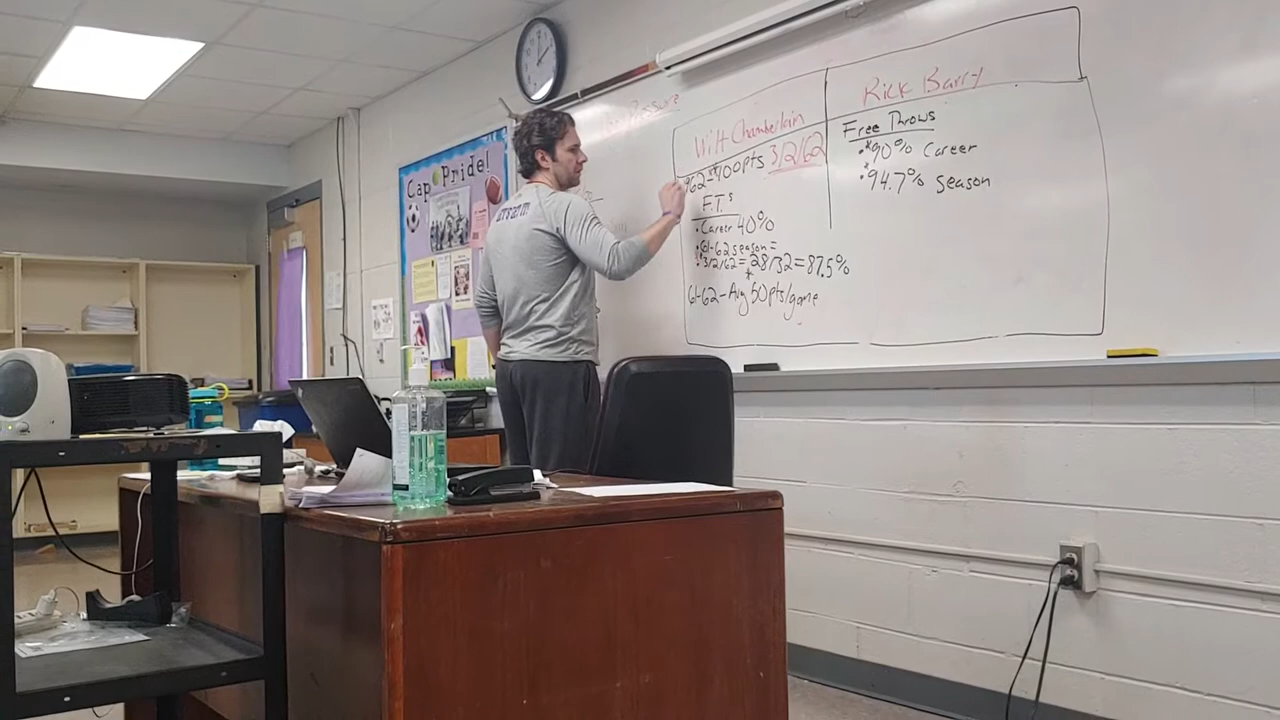 Cap Pride!
Pressure
Wilt Chamberlain
Rick Barry
100pts 3/2/62
F.T.s
• Career 40%
• 61-62 season =
• 3/2/62 = 28/32 = 87.5%
61-62 - Avg 50pts/game
Free Throws
• *90% Career
• *94.7% Season